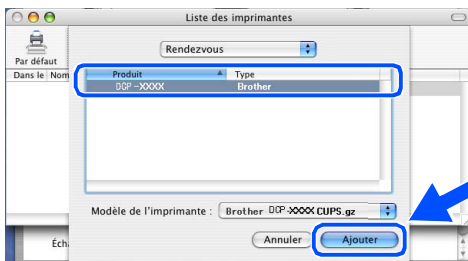 Liste des imprimantes
Par défaut
Rendezvous
Dans le Nom
Produit Type
DCP-XXXX Brother
Modèle de l'imprimante : Brother DCP-XXXX CUPS.gz
Éch
Annuler Ajouter